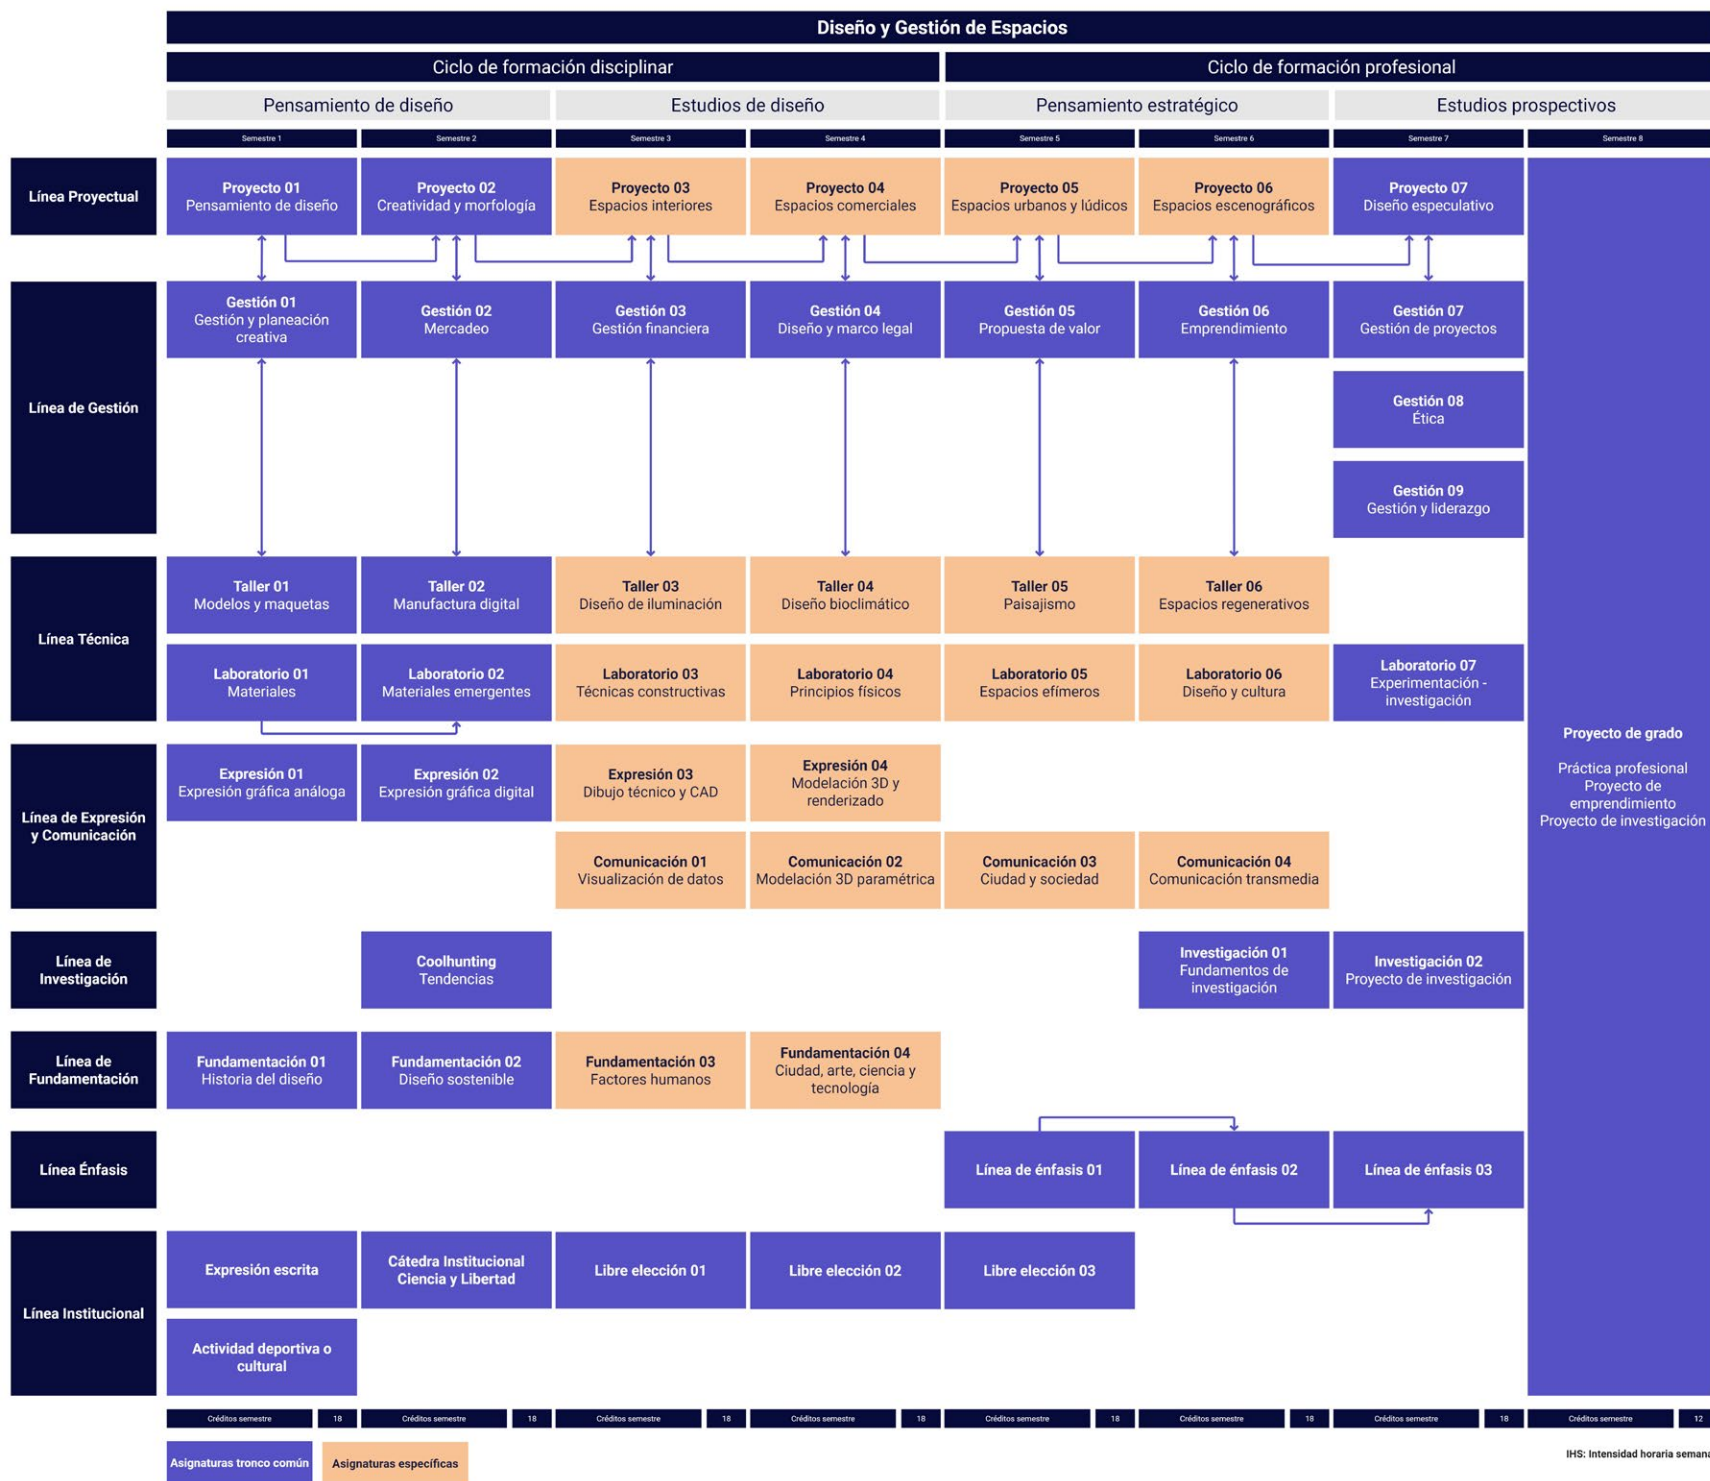 Diseño y Gestión de Espacios
Ciclo de formación disciplinar
Ciclo de formación profesional
Pensamiento de diseño
Estudios de diseño
Pensamiento estratégico
Estudios prospectivos
Semestre 1
Semestre 2
Semestre 3
Semestre 4
Semestre 5
Semestre 6
Semestre 7
Semestre 8
Línea Proyectual
Proyecto 01
Pensamiento de diseño
Proyecto 02
Creatividad y morfología
Proyecto 03
Espacios interiores
Proyecto 04
Espacios comerciales
Proyecto 05
Espacios urbanos y lúdicos
Proyecto 06
Espacios escenográficos
Proyecto 07
Diseño especulativo
Línea de Gestión
Gestión 01
Gestión y planeación
creativa
Gestión 02
Mercadeo
Gestión 03
Gestión financiera
Gestión 04
Diseño y marco legal
Gestión 05
Propuesta de valor
Gestión 06
Emprendimiento
Gestión 07
Gestión de proyectos
Gestión 08
Ética
Gestión 09
Gestión y liderazgo
Línea Técnica
Taller 01
Modelos y maquetas
Taller 02
Manufactura digital
Taller 03
Diseño de iluminación
Taller 04
Diseño bioclimático
Taller 05
Paisajismo
Taller 06
Espacios regenerativos
Laboratorio 01
Materiales
Laboratorio 02
Materiales emergentes
Laboratorio 03
Técnicas constructivas
Laboratorio 04
Principios físicos
Laboratorio 05
Espacios efímeros
Laboratorio 06
Diseño y cultura
Laboratorio 07
Experimentación -
investigación
Proyecto de grado
Práctica profesional
Proyecto de
emprendimiento
Proyecto de investigación
Línea de Expresión
y Comunicación
Expresión 01
Expresión gráfica análoga
Expresión 02
Expresión gráfica digital
Expresión 03
Dibujo técnico y CAD
Expresión 04
Modelación 3D y
renderizado
Comunicación 01
Visualización de datos
Comunicación 02
Modelación 3D paramétrica
Comunicación 03
Ciudad y sociedad
Comunicación 04
Comunicación transmedia
Línea de
Investigación
Coolhunting
Tendencias
Investigación 01
Fundamentos de
investigación
Investigación 02
Proyecto de investigación
Línea de
Fundamentación
Fundamentación 01
Historia del diseño
Fundamentación 02
Diseño sostenible
Fundamentación 03
Factores humanos
Fundamentación 04
Ciudad, arte, ciencia y
tecnología
Línea Énfasis
Línea de énfasis 01
Línea de énfasis 02
Línea de énfasis 03
Línea Institucional
Expresión escrita
Cátedra Institucional
Ciencia y Libertad
Libre elección 01
Libre elección 02
Libre elección 03
Actividad deportiva o
cultural
Créditos semestre 18
Créditos semestre 18
Créditos semestre 18
Créditos semestre 18
Créditos semestre 18
Créditos semestre 18
Créditos semestre 18
Créditos semestre 12
Asignaturas tronco común
Asignaturas específicas
IHS: Intensidad horaria semana